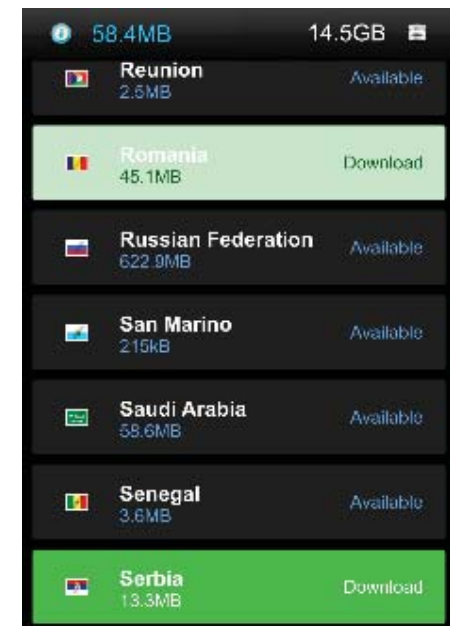 58.4MB 14.5GB
Reunion
2.5MB
Available
Romania
45.1MB
Download
Russian Federation
622.9MB
Available
San Marino
215kB
Available
Saudi Arabia
58.6MB
Available
Senegal
3.6MB
Available
Serbia
13.3MB
Download